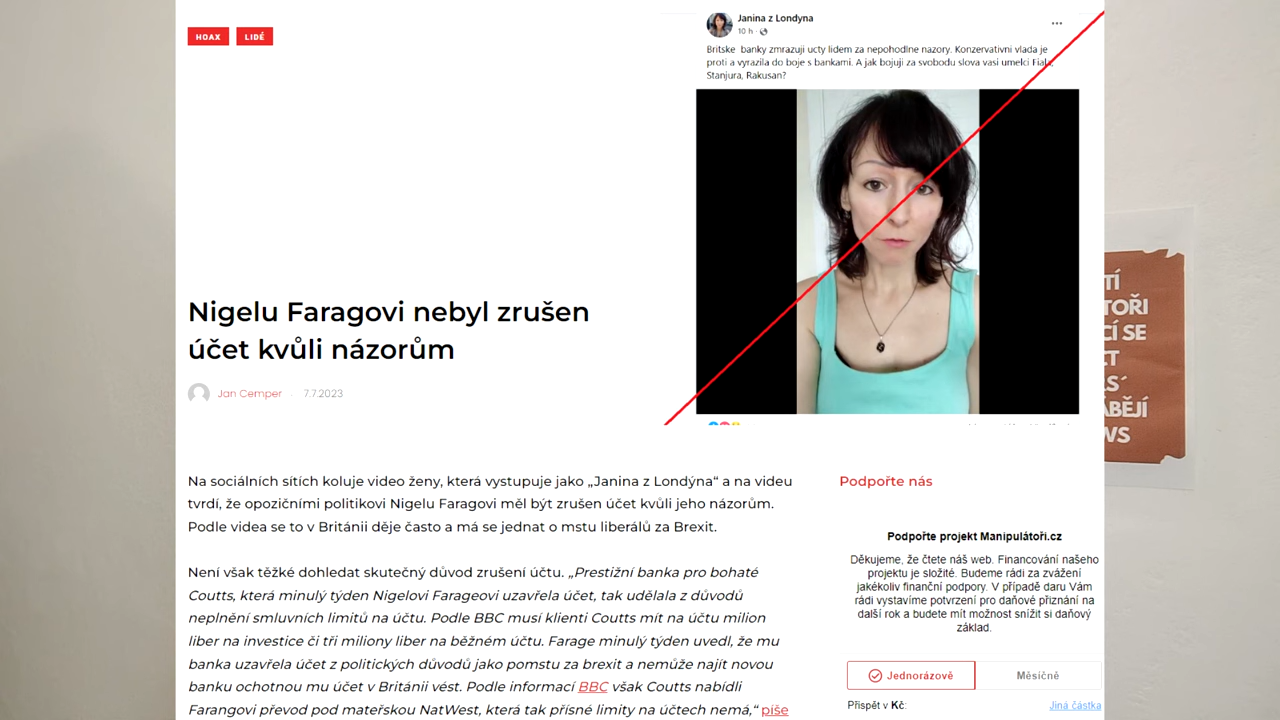 HOAX LIDÉ
Janina z Londyna
10 h
Britske banky zmrazuji ucty lidem za nepohodlne nazory. Konzervativni vlada je
proti a vyrazila do boje s bankami. A jak bojuji za svobodu slova vasi umelci Fiala,
Stanjura, Rakusan?
Nigelu Faragovi nebyl zrušen
účet kvůli názorům
Jan Cemper · 7.7.2023
Na sociálních sítích koluje video ženy, která vystupuje jako „Janina z Londýna“ a na videu
tvrdí, že opozičními politikovi Nigelu Faragovi měl být zrušen účet kvůli jeho názorům.
Podle videa se to v Británii děje často a má se jednat o mstu liberálů za Brexit.
Není však těžké dohledat skutečný důvod zrušení účtu. „Prestižní banka pro bohaté
Coutts, která minulý týden Nigelovi Farageovi uzavřela účet, tak udělala z důvodů
neplnění smluvních limitů na účtu. Podle BBC musí klienti Coutts mít na účtu milion
liber na investice či tři miliony liber na běžném účtu. Farage minulý týden uvedl, že mu
banka uzavřela účet z politických důvodů jako pomstu za brexit a nemůže najít novou
banku ochotnou mu účet v Británii vést. Podle informací BBC však Coutts nabídli
Farangovi převod pod mateřskou NatWest, která tak přísné limity na účtech nemá,“ píše
Podpořte nás
Podpořte projekt Manipulátoři.cz
Děkujeme, že čtete náš web. Financování našeho
projektu je složité. Budeme rádi za zvážení
jakékoliv finanční podpory. V případě daru Vám
rádi vystavíme potvrzení pro daňové přiznání na
další rok a budete mít možnost snížit si daňový
základ.
Jednorázově Měsíčně
Přispět v Kč: Jiná částka
TÍ
TOŘI
CÍ SE
CT
RS´
ÁBĚJÍ
WS